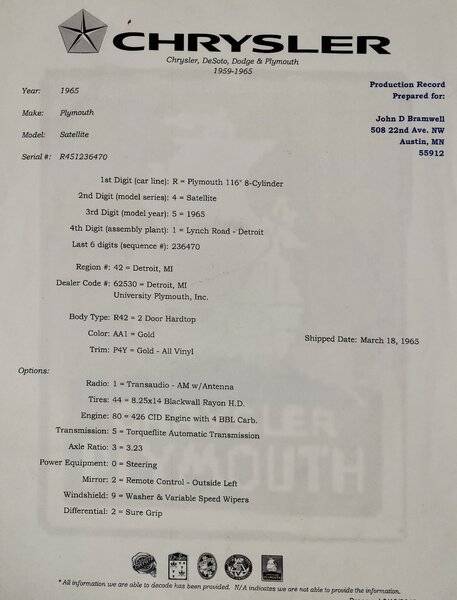 CHRYSLER
Chrysler, DeSoto, Dodge & Plymouth
1959-1965
Production Record
Prepared for:
John D Bramwell
508 22nd Ave. NW
Austin, MN
55912
Year: 1965
Make: Plymouth
Model: Satellite
Serial #: R451236470
1st Digit (car line): R = Plymouth 116" 8-Cylinder
2nd Digit (model series): 4 = Satellite
3rd Digit (model year): 5 = 1965
4th Digit (assembly plant): 1 = Lynch Road - Detroit
Last 6 digits (sequence #): 236470
Region #: 42 = Detroit, MI
Dealer Code #: 62530 = Detroit, MI
University Plymouth, Inc.
Body Type: R42 = 2 Door Hardtop
Color: AA1 = Gold
Trim: P4Y = Gold - All Vinyl
Shipped Date: March 18, 1965
Options:
Radio: 1 = Transaudio - AM w/Antenna
Tires: 44 = 8.25x14 Blackwall Rayon H.D.
Engine: 80 = 426 CID Engine with 4 BBL Carb.
Transmission: 5 = Torqueflite Automatic Transmission
Axle Ratio: 3 = 3.23
Power Equipment: 0 = Steering
Mirror: 2 = Remote Control - Outside Left
Windshield: 9 = Washer & Variable Speed Wipers
Differential: 2 = Sure Grip
*All information we are able to decode has been provided. N/A indicates we are not able to provide the information.